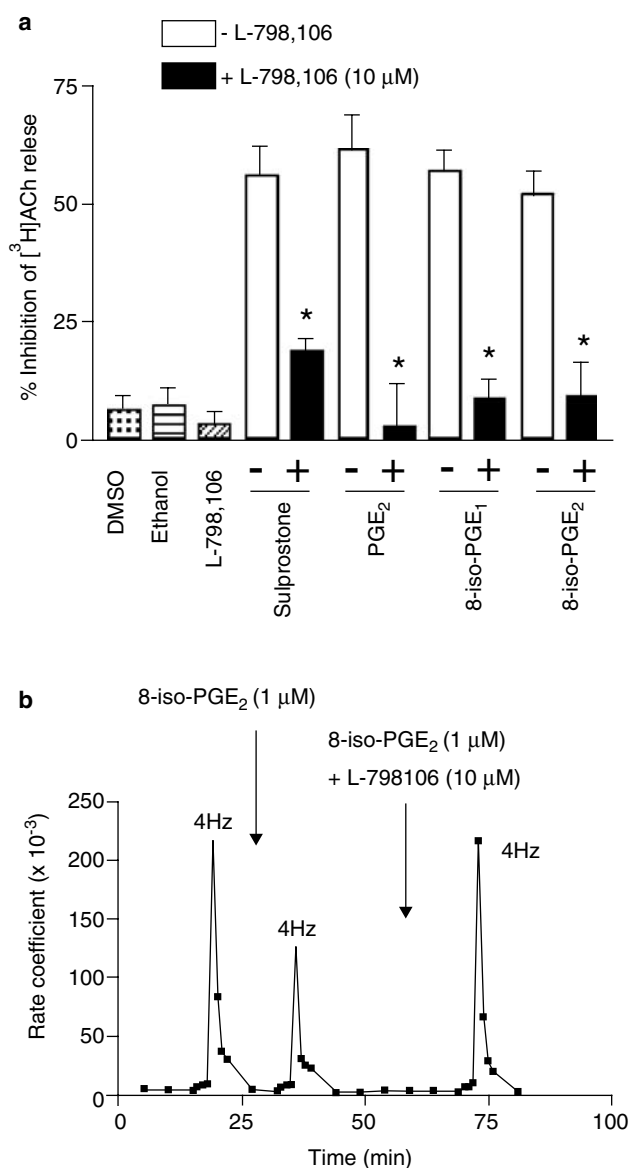 a
- L-798,106
+ L-798,106 (10 μM)
% Inhibition of [³H]ACh relese
75
50
25
0
DMSO
Ethanol
L-798,106
- + - + - + - +
* * * *
Sulprostone
PGE₂
8-iso-PGE₁
8-iso-PGE₂
b
8-iso-PGE₂ (1 μM)
8-iso-PGE₂ (1 μM)
+ L-798106 (10 μM)
Rate coefficient (x 10⁻³)
250
200
150
100
50
0
4Hz
4Hz
4Hz
0 25 50 75 100
Time (min)